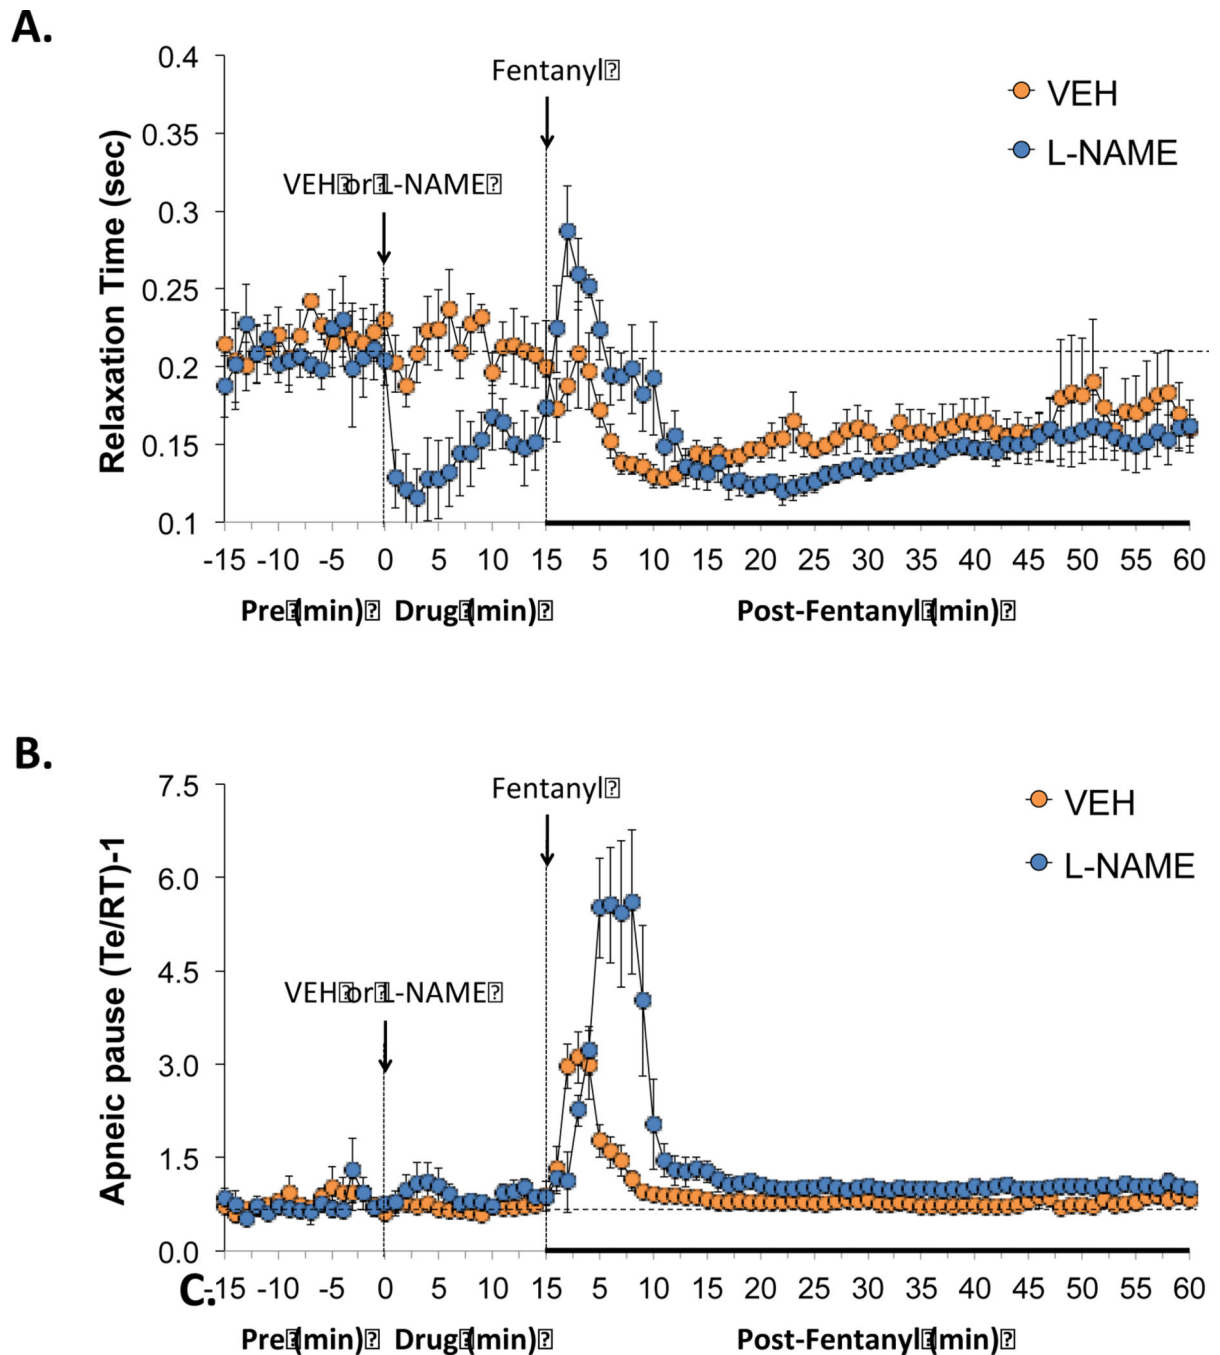 A.
Relaxation Time (sec)
0.4
0.35
0.3
0.25
0.2
0.15
0.1
Fentanyl
VEH or L-NAME
VEH
L-NAME
-15 -10 -5 0 5 10 15 5 10 15 20 25 30 35 40 45 50 55 60
Pre (min) Drug (min) Post-Fentanyl (min)
B.
Apneic pause (Te/RT)-1
7.5
6.0
4.5
3.0
1.5
0.0
Fentanyl
VEH or L-NAME
VEH
L-NAME
C.
-15 -10 -5 0 5 10 15 5 10 15 20 25 30 35 40 45 50 55 60
Pre (min) Drug (min) Post-Fentanyl (min)